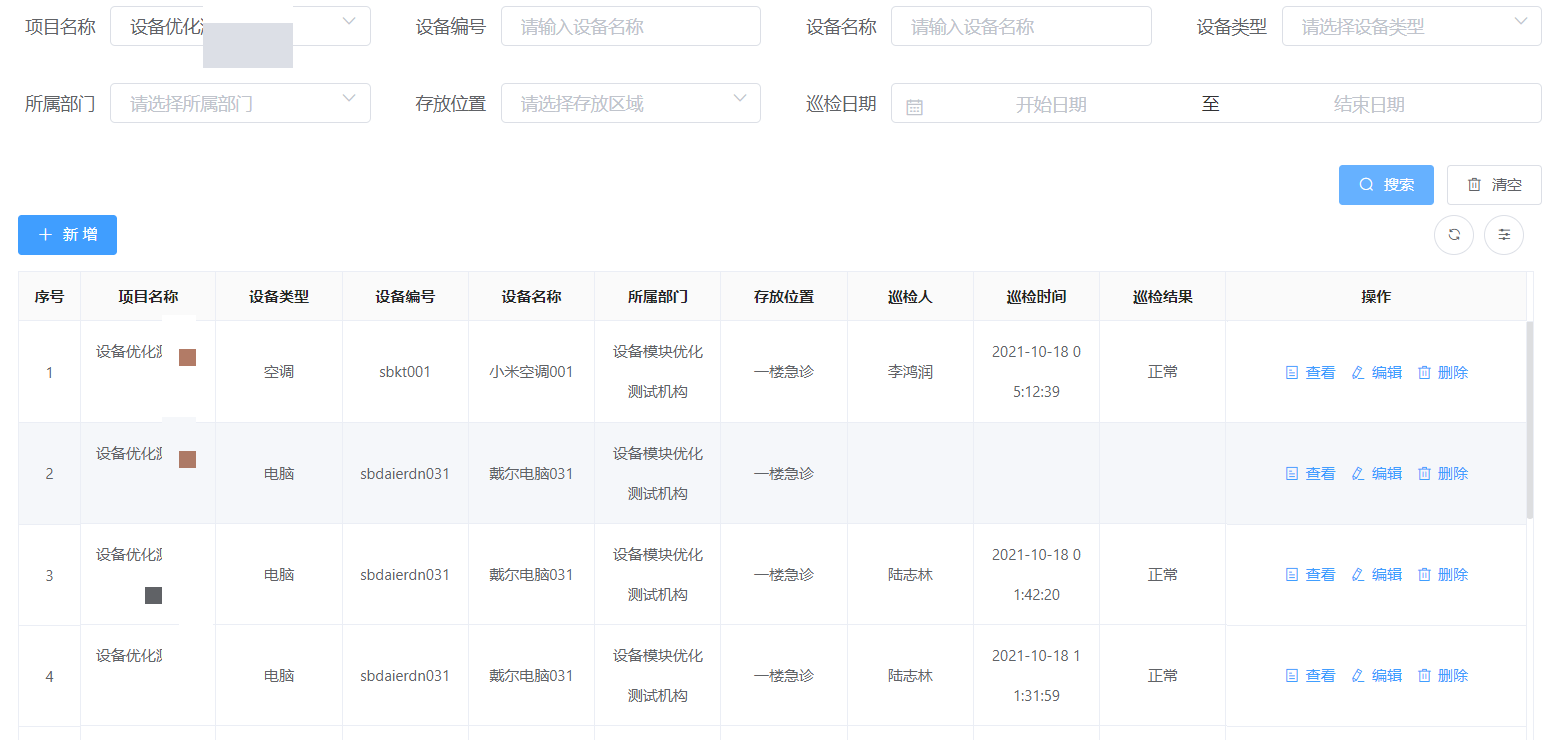 项目名称 设备优化 设备编号 请输入设备名称 设备名称 请输入设备名称 设备类型 请选择设备类型
所属部门 请选择所属部门 存放位置 请选择存放区域 巡检日期 开始日期 至 结束日期
搜索 清空
新增
序号 项目名称 设备类型 设备编号 设备名称 所属部门 存放位置 巡检人 巡检时间 巡检结果 操作
设备优化 设备模块优化 2021-10-18 0
1 空调 sbkt001 小米空调001 一楼急诊 李鸿润 正常 查看 编辑 删除
测试机构 5:12:39
设备优化 设备模块优化
2 电脑 sbdaierdn031 戴尔电脑031 一楼急诊 查看 编辑 删除
测试机构
设备优化 设备模块优化 2021-10-18 0
3 电脑 sbdaierdn031 戴尔电脑031 一楼急诊 陆志林 正常 查看 编辑 删除
测试机构 1:42:20
设备优化 设备模块优化 2021-10-18 1
4 电脑 sbdaierdn031 戴尔电脑031 一楼急诊 陆志林 正常 查看 编辑 删除
测试机构 1:31:59